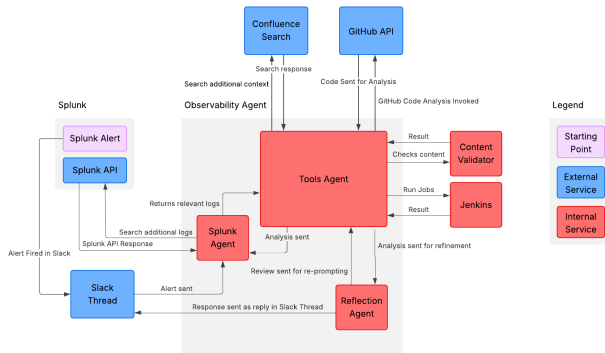 Confluence
Search
GitHub API
Search response
Search additional context
Code Sent for Analysis
GitHub Code Analysis Invoked
Splunk
Observability Agent
Legend
Splunk Alert
Splunk API
Tools Agent
Result
Checks content
Content
Validator
Run Jobs
Result
Jenkins
Starting
Point
External
Service
Internal
Service
Returns relevant logs
Search additional logs
Splunk API Response
Splunk
Agent
Analysis sent
Analysis sent for refinement
Alert Fired in Slack
Review sent for re-prompting
Slack
Thread
Alert sent
Response sent as reply in Slack Thread
Reflection
Agent